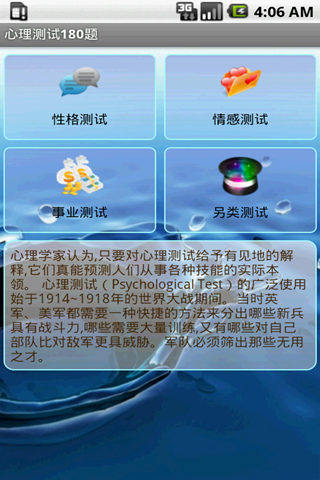 3G
4:06 AM
心理测试180题
性格测试
情感测试
事业测试
另类测试
心理学家认为,只要对心理测试给予有见地的解
释,它们真能预测人们从事各种技能的实际本
领。 心理测试（Psychological Test）的广泛使用
始于1914~1918年的世界大战期间。当时英
军、美军都需要一种快捷的方法来分出哪些新兵
具有战斗力,哪些需要大量训练,又有哪些对自己
部队比对敌军更具威胁。军队必须筛出那些无用
之才。